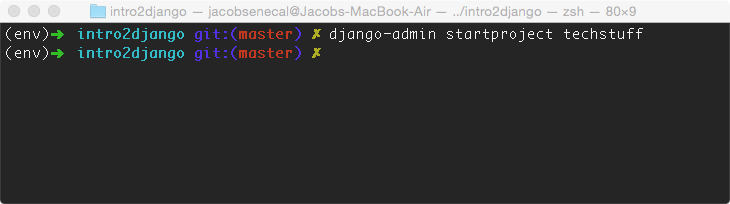 intro2django — jacobsenecal@Jacobs-MacBook-Air — ../intro2django — zsh — 80×9
(env)➜ intro2django git:(master) ✗ django-admin startproject techstuff
(env)➜ intro2django git:(master) ✗